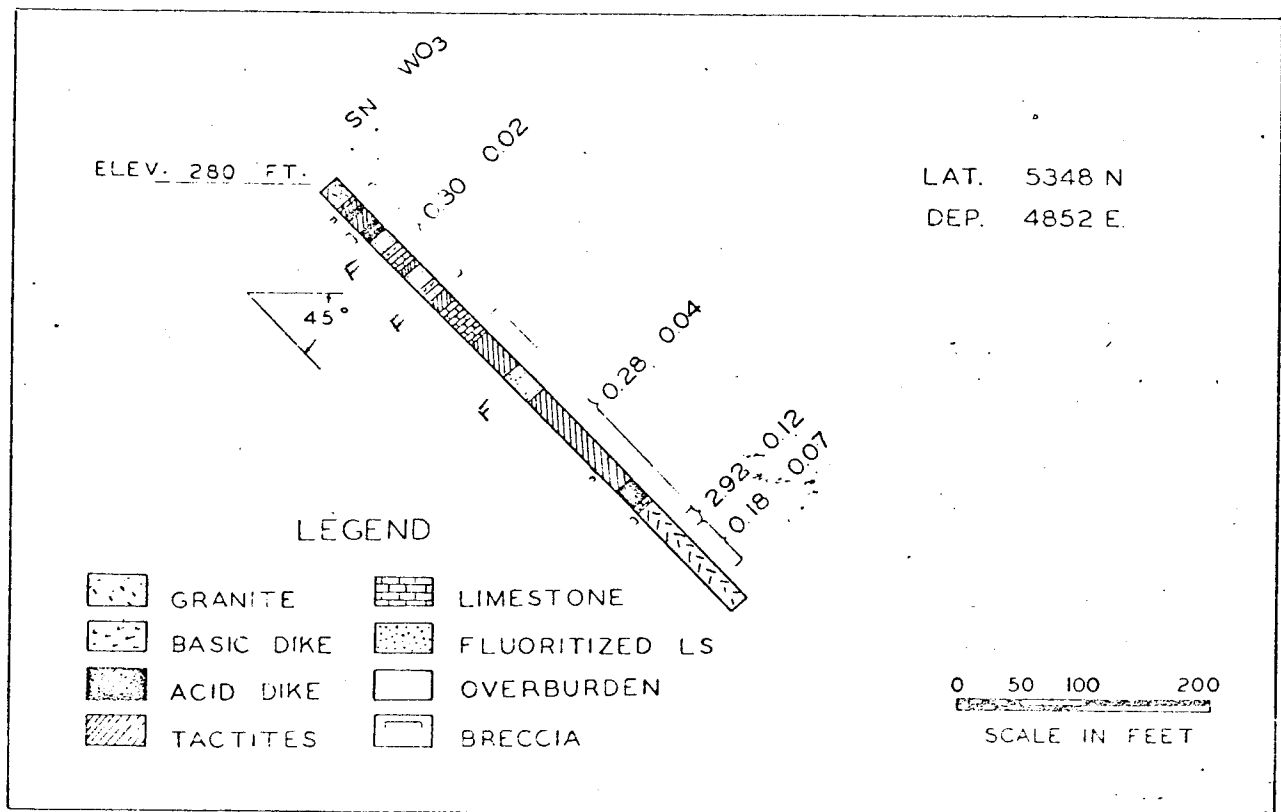 SN WO3
ELEV. 280 FT.
0.30 0.02
LAT. 5348 N
DEP. 4852 E.
45°
F
F
F
0.28 0.04
2.92 0.12
0.18 0.07
LEGEND
GRANITE
LIMESTONE
BASIC DIKE
FLUORITIZED LS
ACID DIKE
OVERBURDEN
TACTITES
BRECCIA
0 50 100 200
SCALE IN FEET